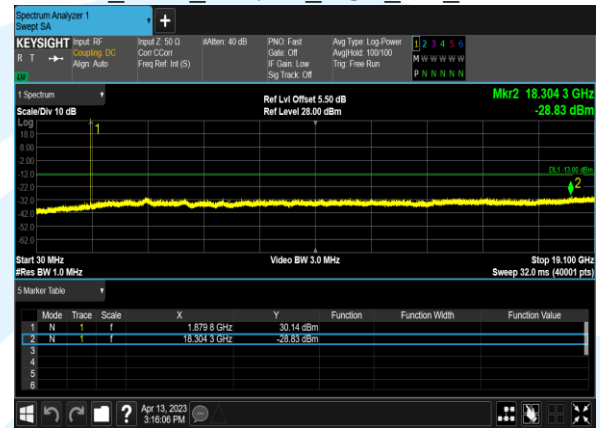 Spectrum Analyzer 1
Swept SA
KEYSIGHT
R T
Input: RF
Coupling: DC
Align: Auto
Input Z: 50 Ω
Corr CCorr
Freq Ref: Int (S)
#Atten: 40 dB
PNO: Fast
Gate: Off
IF Gain: Low
Sig Track: Off
Avg Type: Log-Power
Avg|Hold: 100/100
Trig: Free Run
1 2 3 4 5 6
M W W W W W
P N N N N N
1 Spectrum
Scale/Div 10 dB
Ref Lvl Offset 5.50 dB
Ref Level 28.00 dBm
Mkr2 18.304 3 GHz
-28.83 dBm
Log
18.0
8.00
-2.00
-12.0
-22.0
-32.0
-42.0
-52.0
-62.0
1
DL1 -13.00 dBm
2
Start 30 MHz
#Res BW 1.0 MHz
Video BW 3.0 MHz
Stop 19.100 GHz
Sweep 32.0 ms (40001 pts)
5 Marker Table
Mode Trace Scale X Y Function Function Width Function Value
1 N 1 f 1.879 8 GHz 30.14 dBm
2 N 1 f 18.304 3 GHz -28.83 dBm
3
4
5
6
Apr 13, 2023
3:16:06 PM